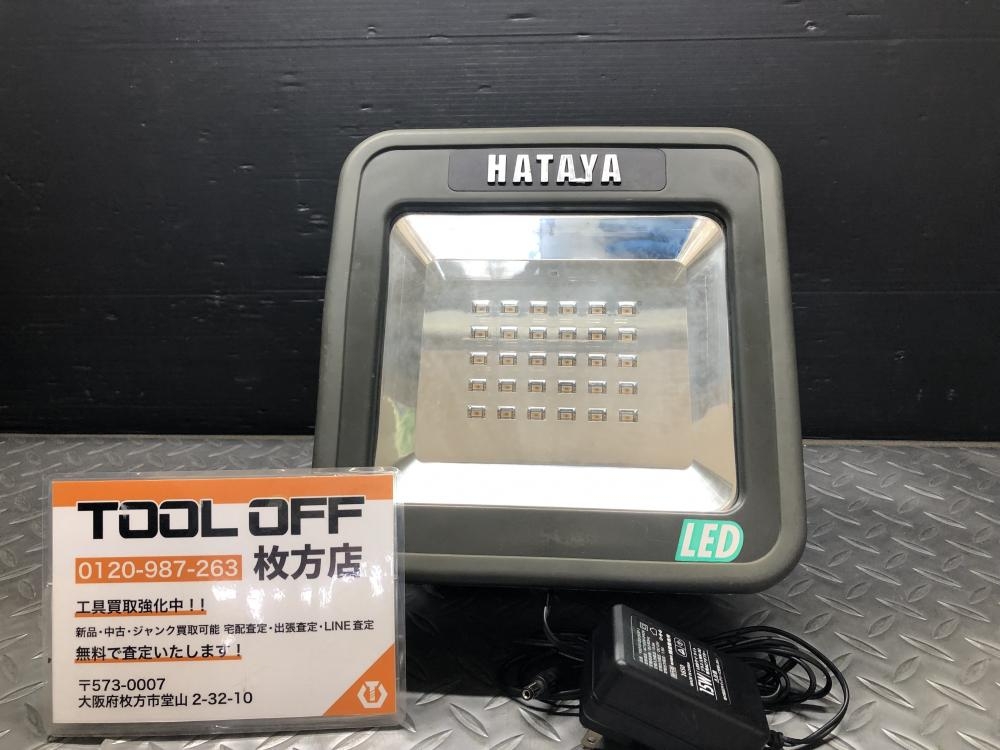 HATAYA
LED
TOOL OFF
0120-987-263 枚方店
工具買取強化中！！
新品・中古・ジャンク買取可能 宅配査定・出張査定・LINE査定
無料で査定いたします！
〒573-0007
大阪府枚方市堂山 2-32-10
15W